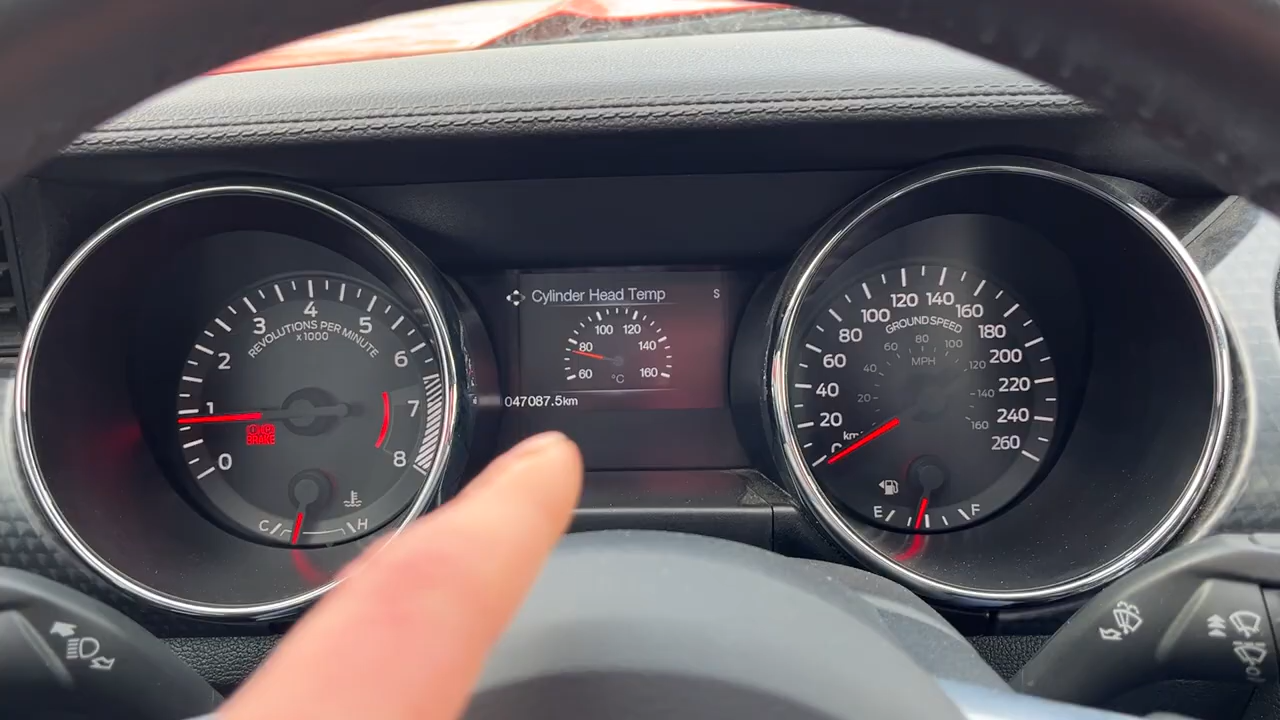 0
1
2
3
4
5
6
7
8
REVOLUTIONS PER MINUTE
x1000
BRAKE
C
H
Cylinder Head Temp
S
60
80
100
120
140
160
°C
047087.5km
20
40
60
80
100
120
140
160
180
200
220
240
260
GROUND SPEED
20
40
60
80
100
120
140
160
MPH
E
F